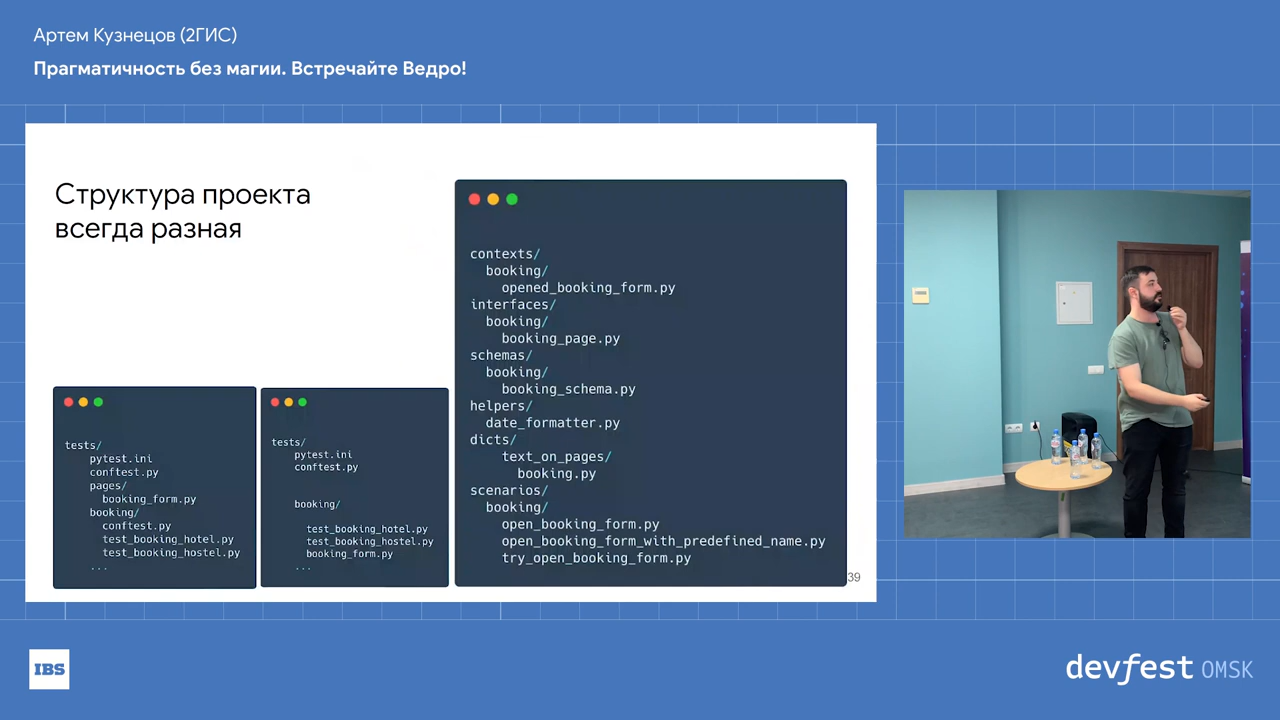 Артем Кузнецов (2ГИС)
Прагматичность без магии. Встречайте Ведро!
Структура проекта
всегда разная
tests/
pytest.ini
conftest.py
pages/
booking_form.py
booking/
conftest.py
test_booking_hotel.py
test_booking_hostel.py
...
tests/
pytest.ini
conftest.py
booking/
test_booking_hotel.py
test_booking_hostel.py
booking_form.py
...
contexts/
booking/
opened_booking_form.py
interfaces/
booking/
booking_page.py
schemas/
booking/
booking_schema.py
helpers/
date_formatter.py
dicts/
text_on_pages/
booking.py
scenarios/
booking/
open_booking_form.py
open_booking_form_with_predefined_name.py
try_open_booking_form.py
39
IBS
devfest OMSK